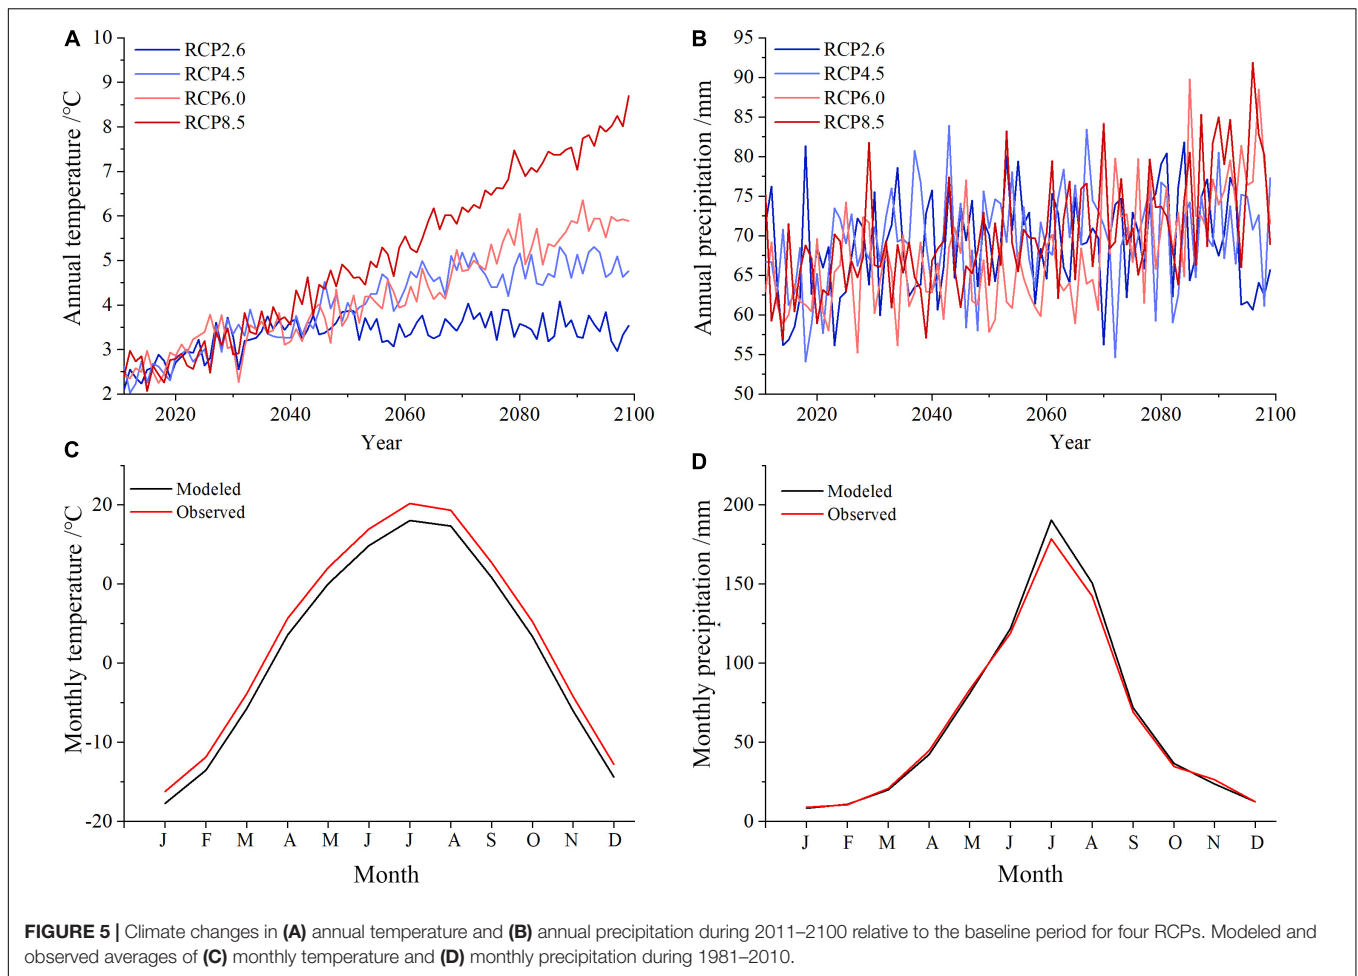 A
RCP2.6
RCP4.5
RCP6.0
RCP8.5
Annual temperature /°C
10
9
8
7
6
5
4
3
2
2020
2040
2060
2080
2100
Year
B
RCP2.6
RCP4.5
RCP6.0
RCP8.5
Annual precipitation /mm
95
90
85
80
75
70
65
60
55
50
2020
2040
2060
2080
2100
Year
C
Modeled
Observed
Monthly temperature /°C
20
0
0
-10
-20
J F M A M J J A S O N D
Month
D
Modeled
Observed
Monthly precipitation /mm
200
150
100
50
0
J F M A M J J A S O N D
Month
FIGURE 5 | Climate changes in (A) annual temperature and (B) annual precipitation during 2011–2100 relative to the baseline period for four RCPs. Modeled and
observed averages of (C) monthly temperature and (D) monthly precipitation during 1981–2010.